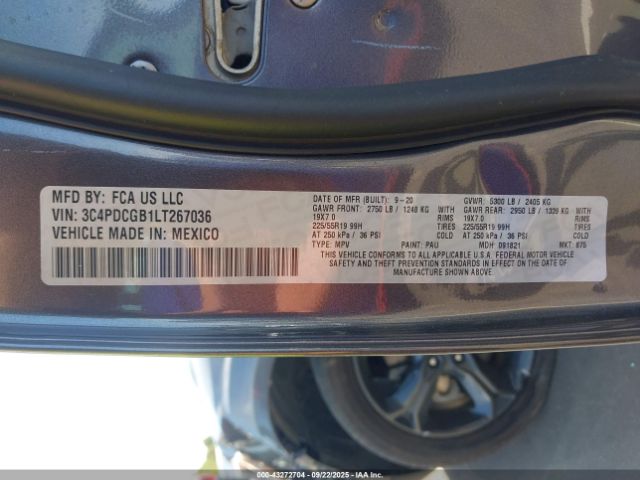 MFD BY: FCA US LLC
VIN: 3C4PDCGB1LT267036
VEHICLE MADE IN: MEXICO
DATE OF MFR (BUILT): 9-20 GVWR: 5300 LB / 2405 KG
GAWR FRONT: 2750 LB / 1248 KG WITH GAWR REAR: 2950 LB / 1339 KG WITH
19X7.0 RIMS 19X7.0 RIMS
225/55R19 99H TIRES 225/55R19 99H TIRES
AT 250 kPa / 36 PSI COLD AT 250 kPa / 36 PSI COLD
TYPE: MPV PAINT: PAU MDH: 091821 MKT: 875
THIS VEHICLE CONFORMS TO ALL APPLICABLE U.S.A. FEDERAL MOTOR VEHICLE
SAFETY AND THEFT PREVENTION STANDARDS IN EFFECT ON THE DATE OF
MANUFACTURE SHOWN ABOVE.
000-43272704 - 09/22/2025 - www.iaai.com